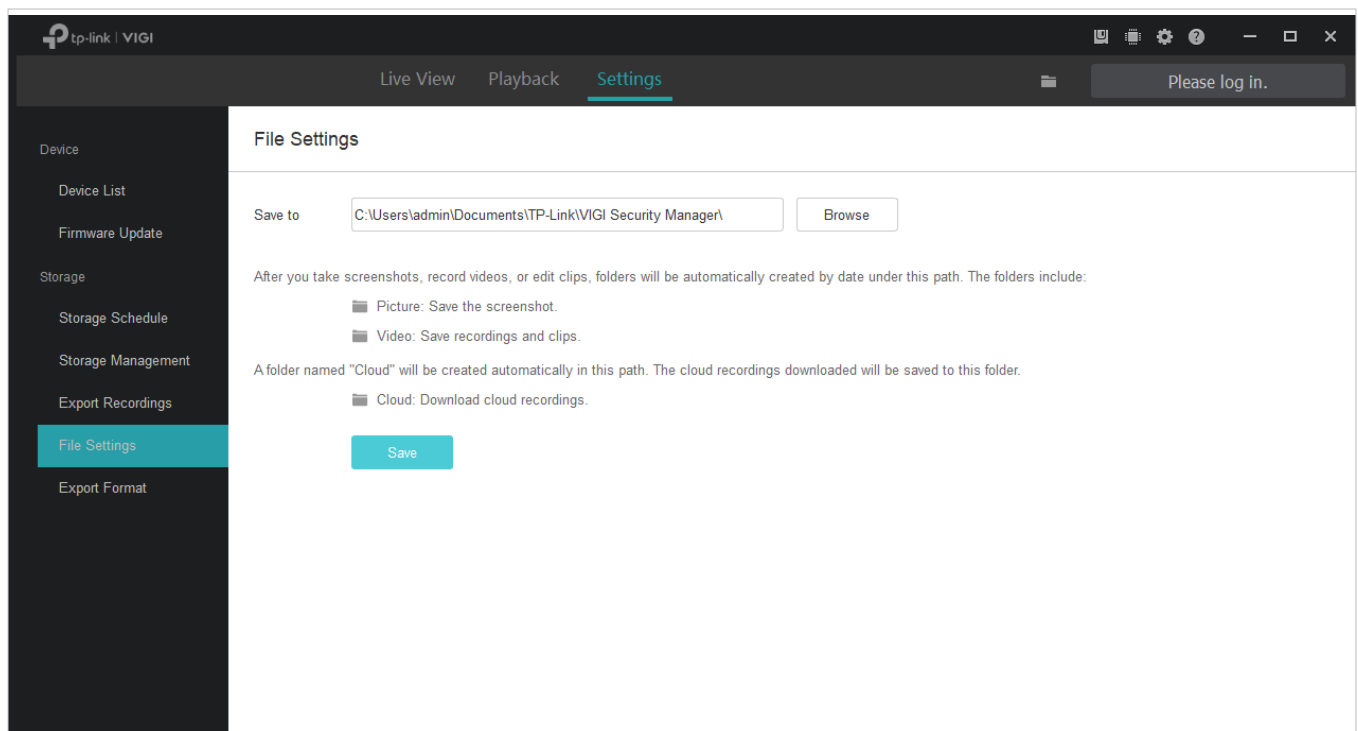 tp-link | VIGI
Live View Playback Settings Please log in.
Device
Device List
Firmware Update
Storage
Storage Schedule
Storage Management
Export Recordings
File Settings
Export Format
File Settings
Save to C:\Users\admin\Documents\TP-Link\VIGI Security Manager\ Browse
After you take screenshots, record videos, or edit clips, folders will be automatically created by date under this path. The folders include:
Picture: Save the screenshot.
Video: Save recordings and clips.
A folder named "Cloud" will be created automatically in this path. The cloud recordings downloaded will be saved to this folder.
Cloud: Download cloud recordings.
Save